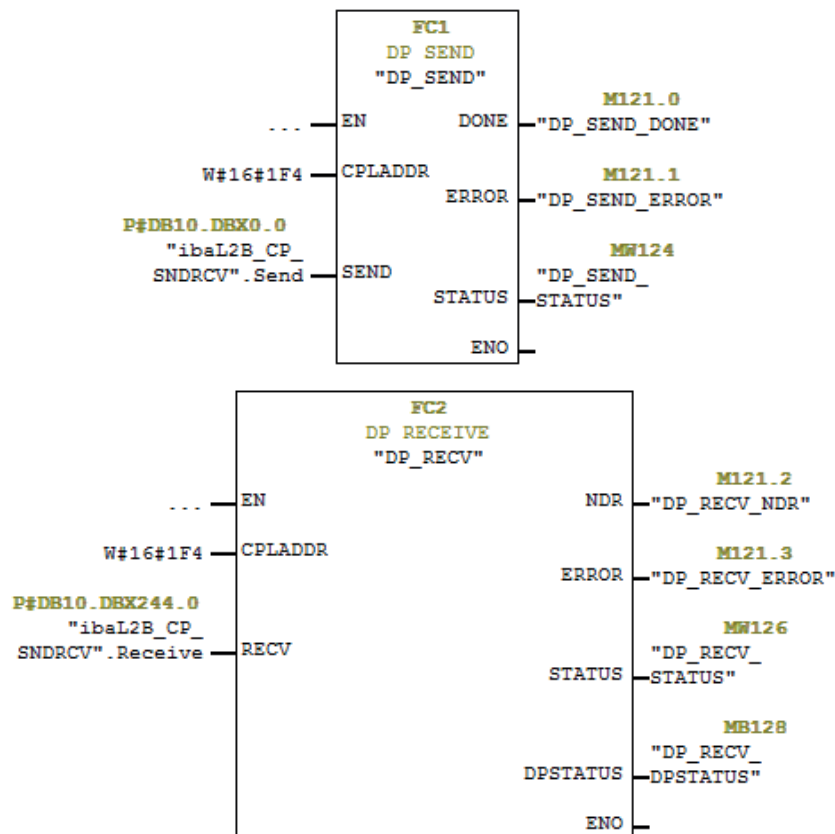 FC1
DP SEND
"DP_SEND"
M121.0
... EN DONE "DP_SEND_DONE"
W#16#1F4 CPLADDR
M121.1
ERROR "DP_SEND_ERROR"
P#DB10.DBX0.0
"ibaL2B_CP_
SNDRCV".Send SEND
MW124
"DP_SEND_
STATUS STATUS"
ENO
FC2
DP RECEIVE
"DP_RECV"
M121.2
... EN NDR "DP_RECV_NDR"
W#16#1F4 CPLADDR
M121.3
ERROR "DP_RECV_ERROR"
P#DB10.DBX244.0
"ibaL2B_CP_
SNDRCV".Receive RECV
MW126
"DP_RECV_
STATUS STATUS"
MB128
"DP_RECV_
DPSTATUS DPSTATUS"
ENO